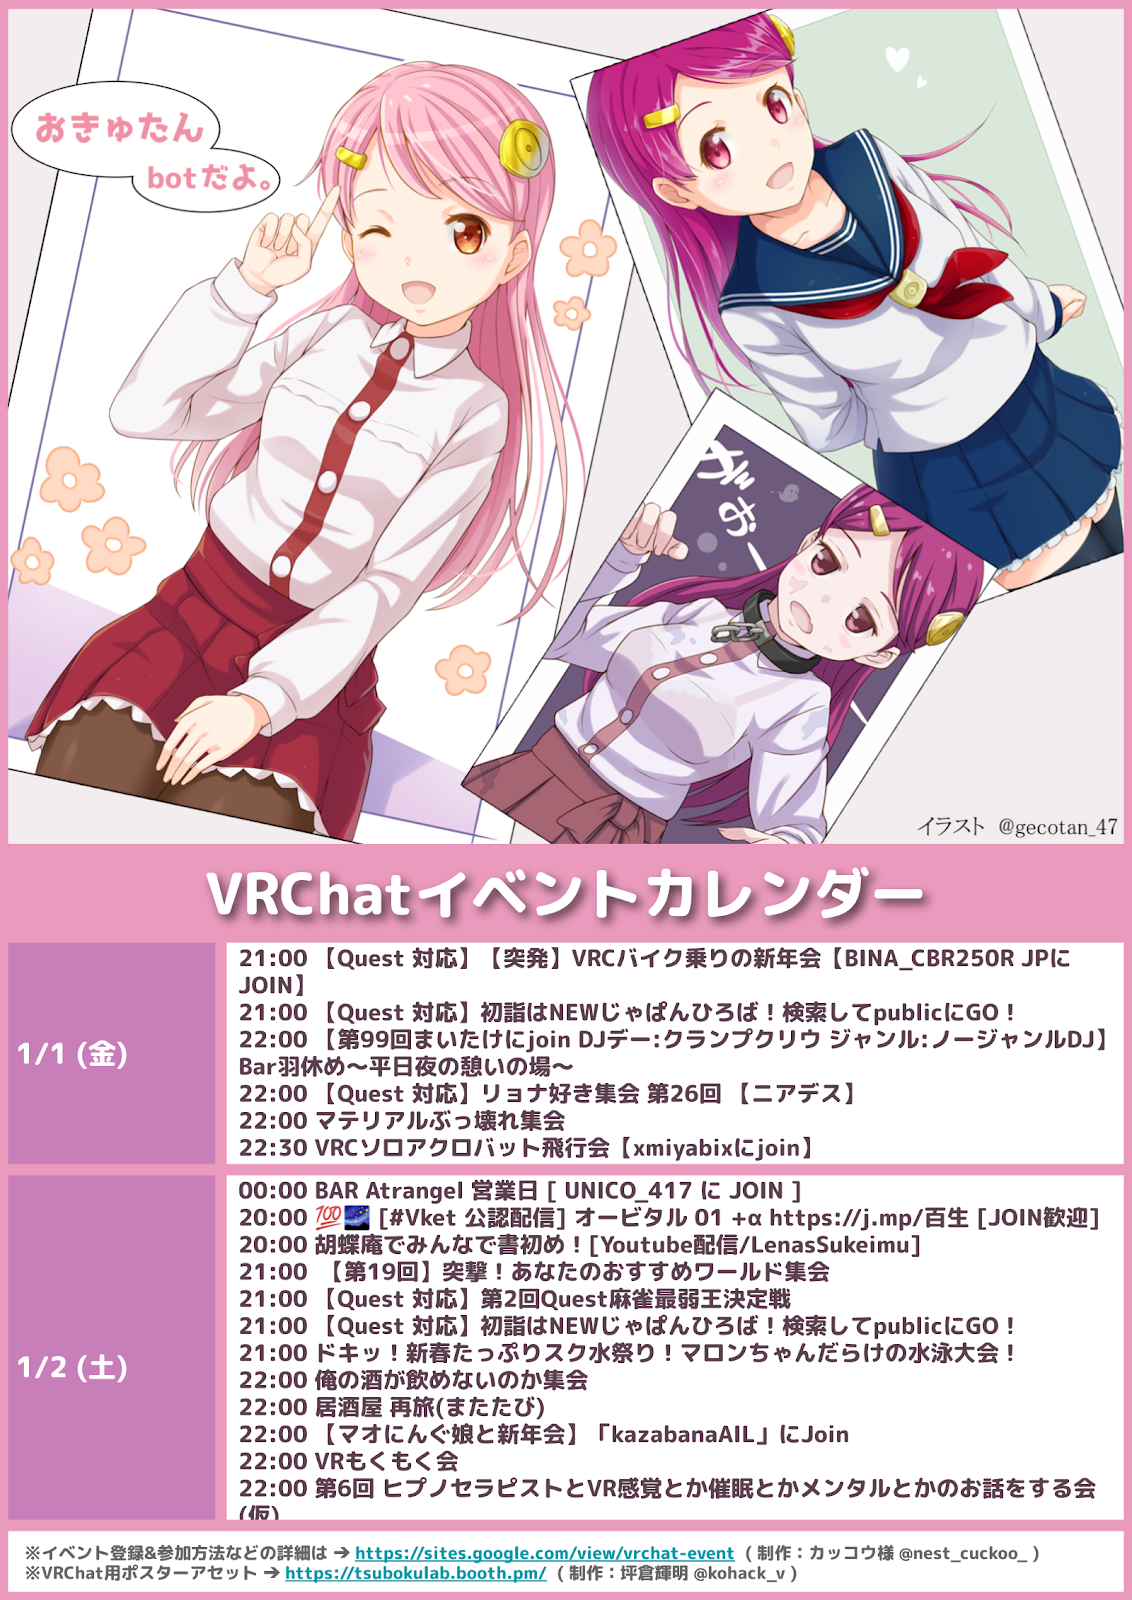 おきゅたん
botだよ。
がおー
イラスト @gecotan_47
VRChatイベントカレンダー
1/1 (金)
21:00 【Quest 対応】【突発】VRCバイク乗りの新年会【BINA_CBR250R JPに
JOIN】
21:00 【Quest 対応】初詣はNEWじゃぱんひろば！検索してpublicにGO！
22:00 【第99回まいたけにjoin DJデー:クランプクリウ ジャンル:ノージャンルDJ】
Bar羽休め～平日夜の憩いの場～
22:00 【Quest 対応】リョナ好き集会 第26回 【ニアデス】
22:00 マテリアルぶっ壊れ集会
22:30 VRCソロアクロバット飛行会【xmiyabixにjoin】
1/2 (土)
00:00 BAR Atrangel 営業日 [ UNICO_417 に JOIN ]
20:00 💯🌌 [#Vket 公認配信] オービタル 01 +α https://j.mp/百生 [JOIN歓迎]
20:00 胡蝶庵でみんなで書初め！[Youtube配信/LenasSukeimu]
21:00 【第19回】突撃！あなたのおすすめワールド集会
21:00 【Quest 対応】第2回Quest麻雀最弱王決定戦
21:00 【Quest 対応】初詣はNEWじゃぱんひろば！検索してpublicにGO！
21:00 ドキッ！新春たっぷりスク水祭り！マロンちゃんだらけの水泳大会！
22:00 俺の酒が飲めないのか集会
22:00 居酒屋 再旅(またたび)
22:00 【マオにんぐ娘と新年会】「kazabanaAIL」にJoin
22:00 VRもくもく会
22:00 第6回 ヒプノセラピストとVR感覚とか催眠とかメンタルとかのお話をする会
(仮)
※イベント登録&参加方法などの詳細は ➔ https://sites.google.com/view/vrchat-event ( 制作：カッコウ様 @nest_cuckoo_ )
※VRChat用ポスターアセット ➔ https://tsubokulab.booth.pm/ ( 制作：坪倉輝明 @kohack_v )